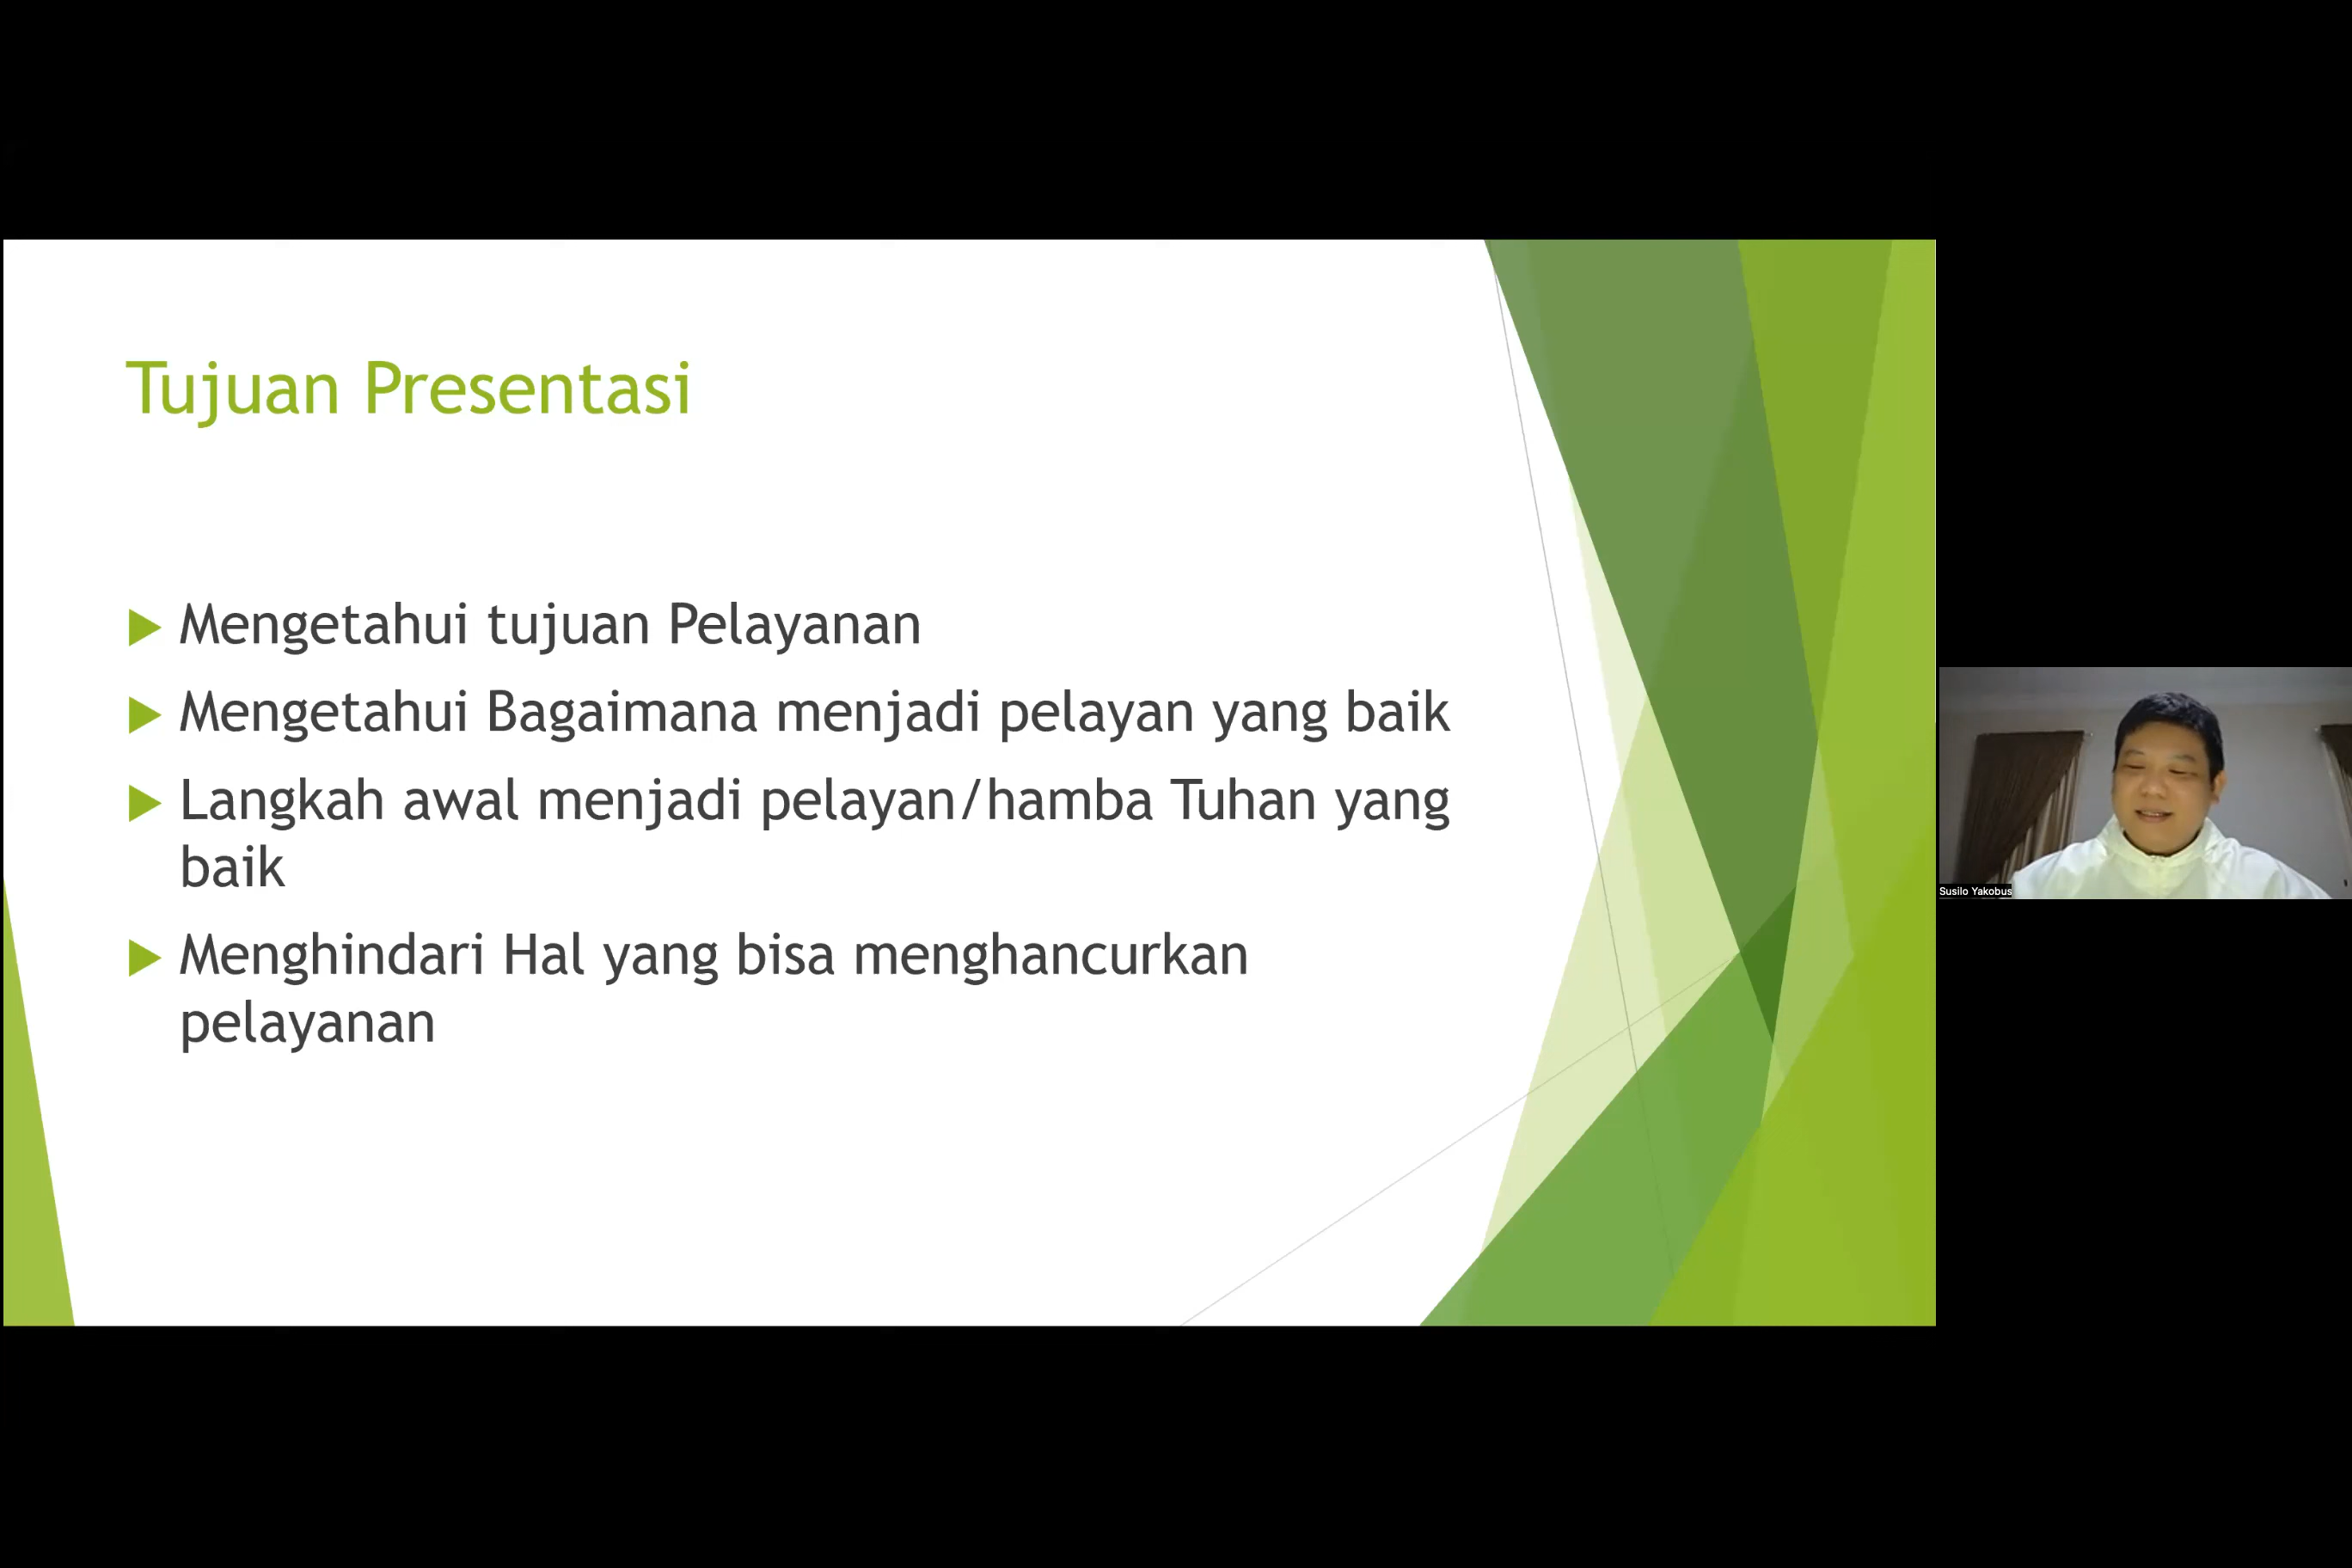 Tujuan Presentasi
Mengetahui tujuan Pelayanan
Mengetahui Bagaimana menjadi pelayan yang baik
Langkah awal menjadi pelayan/hamba Tuhan yang
baik
Menghindari Hal yang bisa menghancurkan
pelayanan
Susilo Yakobus